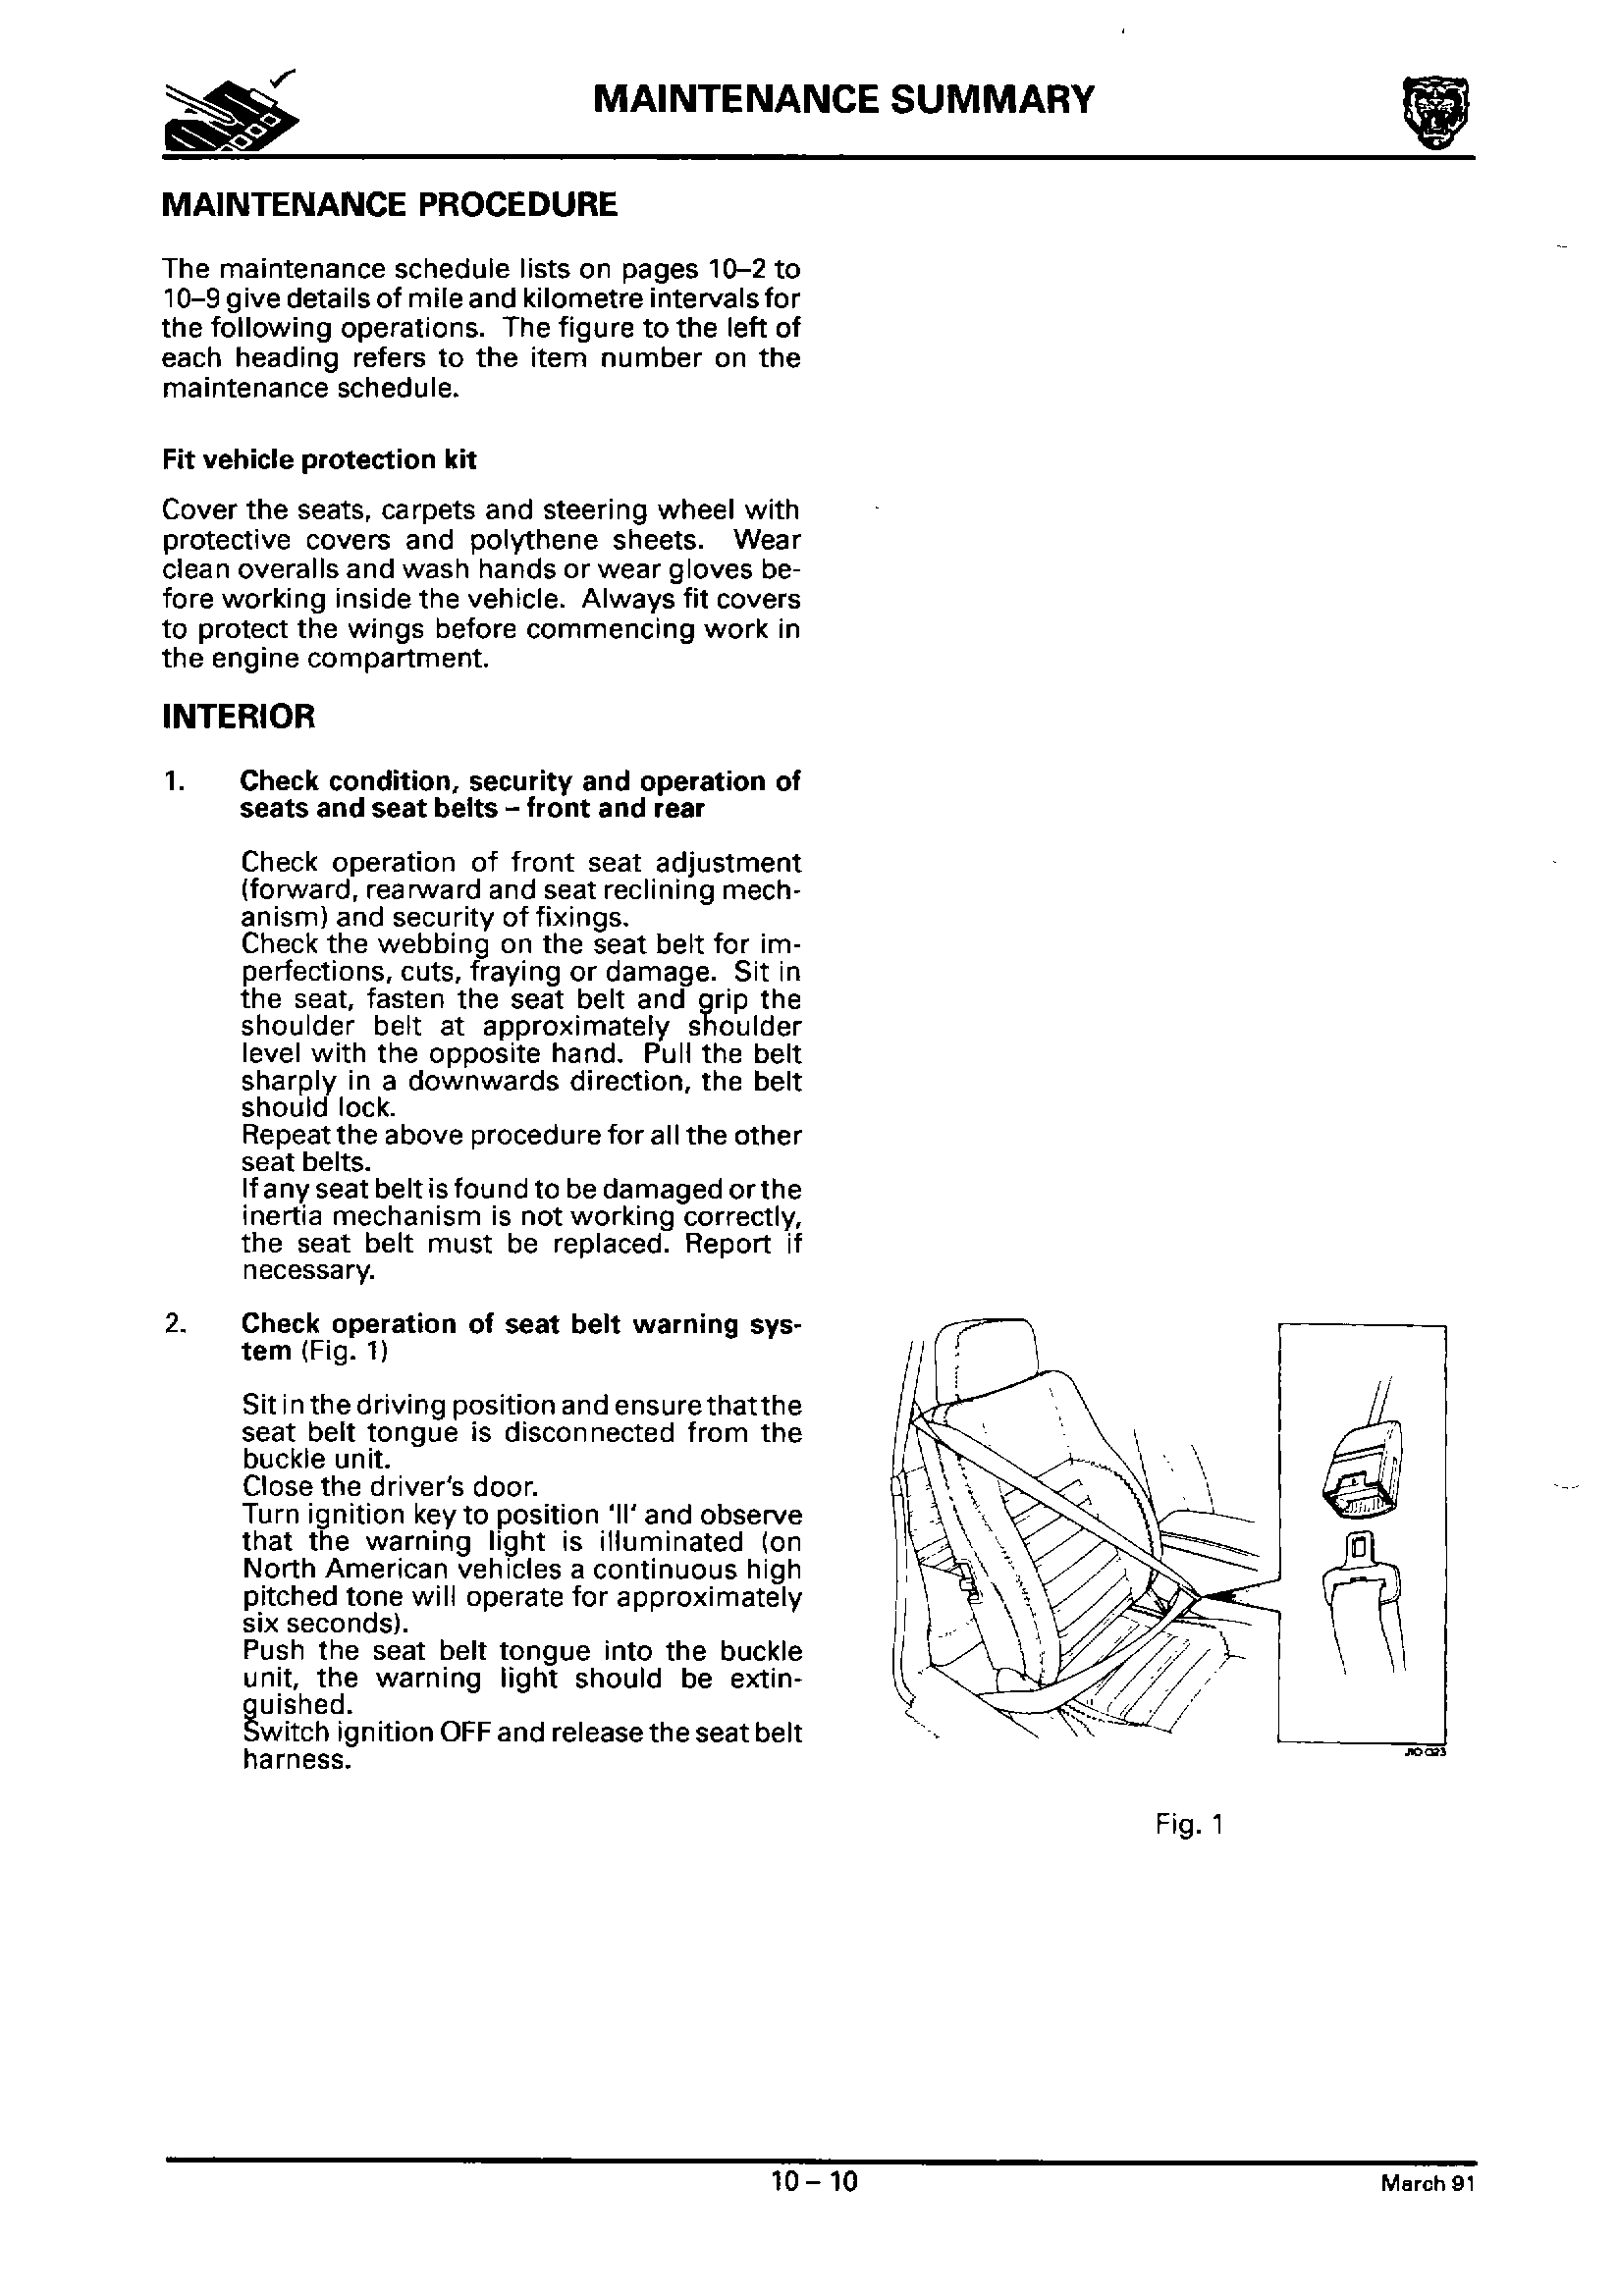 MAINTENANCE SUMMARY
MAINTENANCE PROCEDURE
The maintenance schedule lists on pages 10–2 to
10–9 give details of mile and kilometre intervals for
the following operations. The figure to the left of
each heading refers to the item number on the
maintenance schedule.
Fit vehicle protection kit
Cover the seats, carpets and steering wheel with
protective covers and polythene sheets. Wear
clean overalls and wash hands or wear gloves be-
fore working inside the vehicle. Always fit covers
to protect the wings before commencing work in
the engine compartment.
INTERIOR
1. Check condition, security and operation of
seats and seat belts – front and rear
Check operation of front seat adjustment
(forward, rearward and seat reclining mech-
anism) and security of fixings.
Check the webbing on the seat belt for im-
perfections, cuts, fraying or damage. Sit in
the seat, fasten the seat belt and grip the
shoulder belt at approximately shoulder
level with the opposite hand. Pull the belt
sharply in a downwards direction, the belt
should lock.
Repeat the above procedure for all the other
seat belts.
If any seat belt is found to be damaged or the
inertia mechanism is not working correctly,
the seat belt must be replaced. Report if
necessary.
2. Check operation of seat belt warning sys-
tem (Fig. 1)
Sit in the driving position and ensure that the
seat belt tongue is disconnected from the
buckle unit.
Close the driver's door.
Turn ignition key to position 'II' and observe
that the warning light is illuminated (on
North American vehicles a continuous high
pitched tone will operate for approximately
six seconds).
Push the seat belt tongue into the buckle
unit, the warning light should be extin-
guished.
Switch ignition OFF and release the seat belt
harness.
J10 023
Fig. 1
10 – 10
March 91